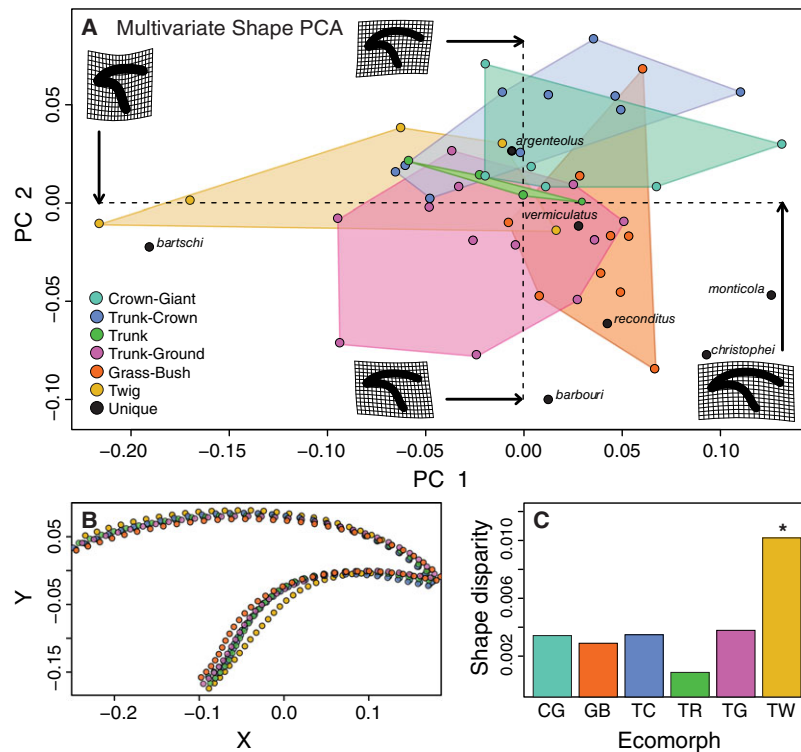 A Multivariate Shape PCA
PC 2
0.05
0.00
−0.05
−0.10
argenteolus
vermiculatus
bartschi
monticola
reconditus
christophei
barbouri
Crown-Giant
Trunk-Crown
Trunk
Trunk-Ground
Grass-Bush
Twig
Unique
−0.20 −0.15 −0.10 −0.05 0.00 0.05 0.10
PC 1
B
Y
0.05
−0.05
−0.15
−0.2 −0.1 0.0 0.1
X
C
Shape disparity
0.010
0.006
0.002
*
CG GB TC TR TG TW
Ecomorph